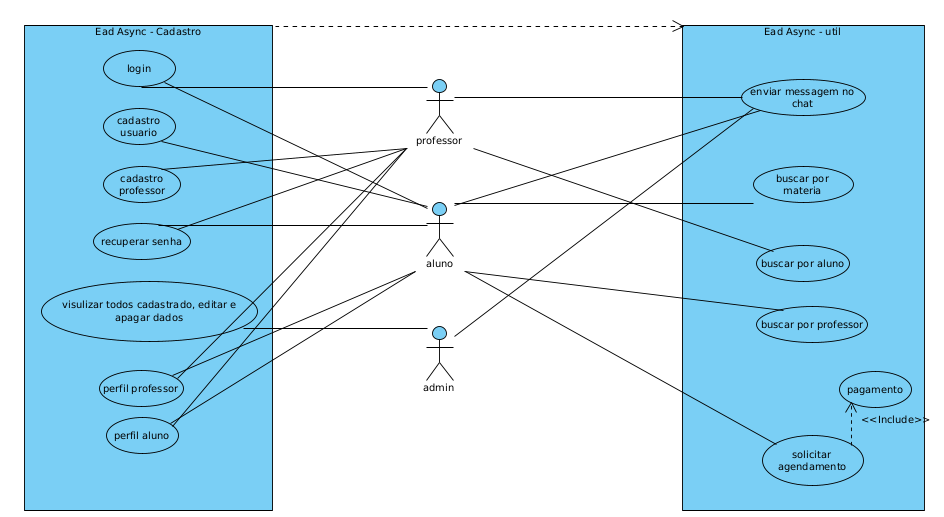 Ead Async - Cadastro
login
cadastro
usuario
cadastro
professor
recuperar senha
visulizar todos cadastrado, editar e
apagar dados
perfil professor
perfil aluno
professor
aluno
admin
Ead Async - util
enviar messagem no
chat
buscar por
materia
buscar por aluno
buscar por professor
pagamento
<<Include>>
solicitar
agendamento